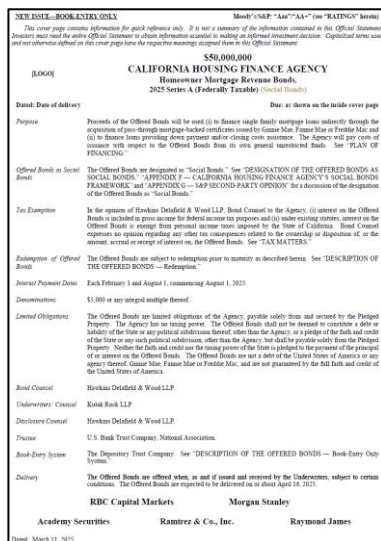 NEW ISSUE—BOOK-ENTRY ONLY Moody's/S&P: "Aaa"/"AA+" (see "RATINGS" herein)
This cover page contains information for quick reference only. It is not a summary of the information contained in this Official Statement.
Investors must read the entire Official Statement to obtain information essential to making an informed investment decision. Capitalized terms used
and not otherwise defined on this cover page have the respective meanings assigned them in this Official Statement.
$50,000,000
[LOGO]
CALIFORNIA HOUSING FINANCE AGENCY
Homeowner Mortgage Revenue Bonds,
2025 Series A (Federally Taxable) (Social Bonds)
Dated: Date of delivery Due: as shown on the inside cover page
Purpose Proceeds of the Offered Bonds will be used (i) to finance single family mortgage loans indirectly through the
acquisition of pass-through mortgage-backed certificates issued by Ginnie Mae, Fannie Mae or Freddie Mac and
(ii) to finance loans providing down payment and/or closing costs assistance. The Agency will pay costs of
issuance with respect to the Offered Bonds from its own general unrestricted funds. See "PLAN OF
FINANCING."
Offered Bonds as Social Bonds The Offered Bonds are designated as "Social Bonds." See "DESIGNATION OF THE OFFERED BONDS AS
SOCIAL BONDS," "APPENDIX F — CALIFORNIA HOUSING FINANCE AGENCY'S SOCIAL BONDS
FRAMEWORK" and "APPENDIX G — S&P SECOND-PARTY OPINION" for a discussion of the designation
of the Offered Bonds as "Social Bonds."
Tax Exemption In the opinion of Hawkins Delafield & Wood LLP, Bond Counsel to the Agency, (i) interest on the Offered
Bonds is included in gross income for federal income tax purposes and (ii) under existing statutes, interest on the
Offered Bonds is exempt from personal income taxes imposed by the State of California. Bond Counsel
expresses no opinion regarding any other tax consequences related to the ownership or disposition of, or the
amount, accrual or receipt of interest on, the Offered Bonds. See "TAX MATTERS."
Redemption of Offered Bonds The Offered Bonds are subject to redemption prior to maturity as described herein. See "DESCRIPTION OF
THE OFFERED BONDS — Redemption."
Interest Payment Dates Each February 1 and August 1, commencing August 1, 2025.
Denominations $5,000 or any integral multiple thereof.
Limited Obligations The Offered Bonds are limited obligations of the Agency, payable solely from and secured by the Pledged
Property. The Agency has no taxing power. The Offered Bonds shall not be deemed to constitute a debt or
liability of the State or any political subdivision thereof, other than the Agency, or a pledge of the faith and credit
of the State or any such political subdivision, other than the Agency, but shall be payable solely from the Pledged
Property. Neither the faith and credit nor the taxing power of the State is pledged to the payment of the principal
of or interest on the Offered Bonds. The Offered Bonds are not a debt of the United States of America or any
agency thereof, Ginnie Mae, Fannie Mae or Freddie Mac, and are not guaranteed by the full faith and credit of
the United States of America.
Bond Counsel Hawkins Delafield & Wood LLP.
Underwriters' Counsel Kutak Rock LLP.
Disclosure Counsel Hawkins Delafield & Wood LLP.
Trustee U.S. Bank Trust Company, National Association.
Book-Entry System The Depository Trust Company. See "DESCRIPTION OF THE OFFERED BONDS — Book-Entry Only
System."
Delivery The Offered Bonds are offered when, as and if issued and received by the Underwriters, subject to certain
conditions. The Offered Bonds are expected to be delivered on or about April 10, 2025.
RBC Capital Markets Morgan Stanley
Academy Securities Ramirez & Co., Inc. Raymond James
Dated: March 11, 2025